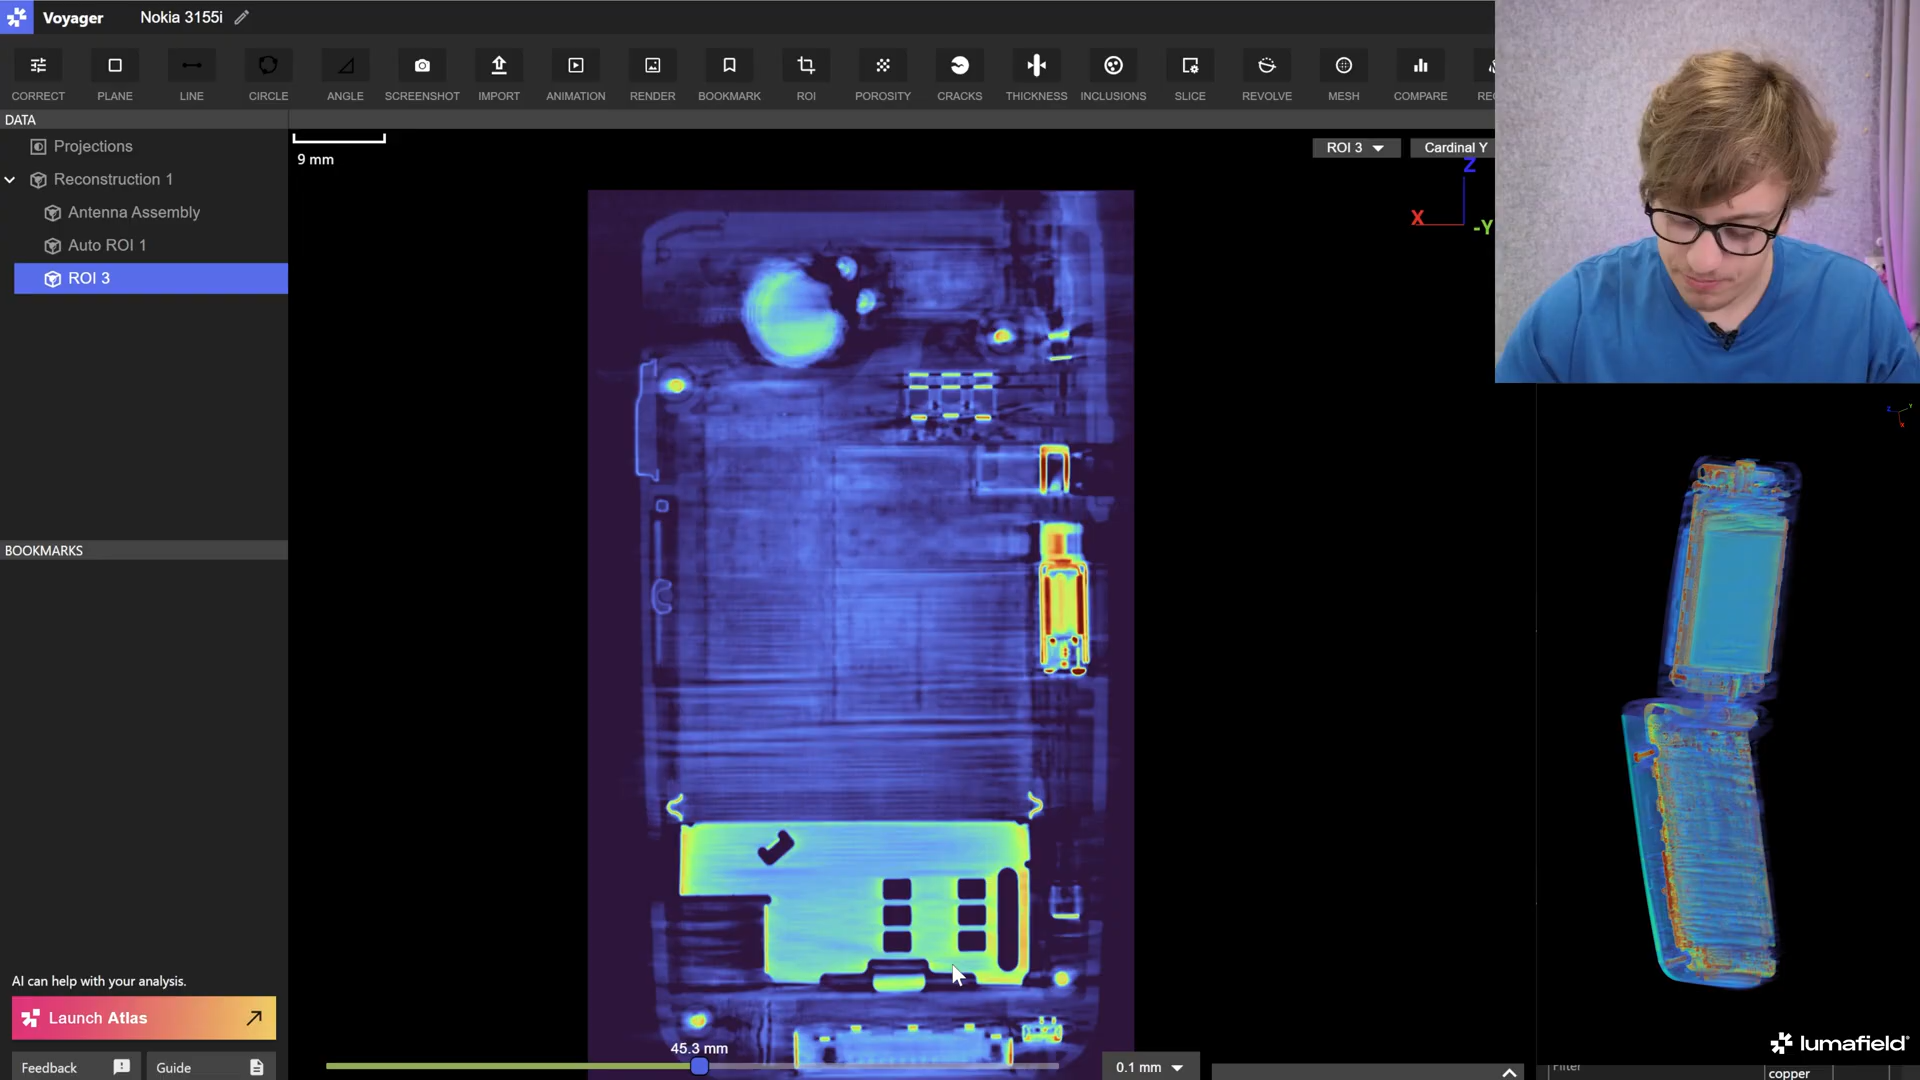 Voyager
Nokia 3155i
CORRECT
PLANE
LINE
CIRCLE
ANGLE
SCREENSHOT
IMPORT
ANIMATION
RENDER
BOOKMARK
ROI
POROSITY
CRACKS
THICKNESS
INCLUSIONS
SLICE
REVOLVE
MESH
COMPARE
DATA
Projections
Reconstruction 1
Antenna Assembly
Auto ROI 1
ROI 3
9 mm
ROI 3
Cardinal Y
Z
X
-Y
BOOKMARKS
AI can help with your analysis.
Launch Atlas
Feedback
Guide
45.3 mm
0.1 mm
lumafield
Filter
copper